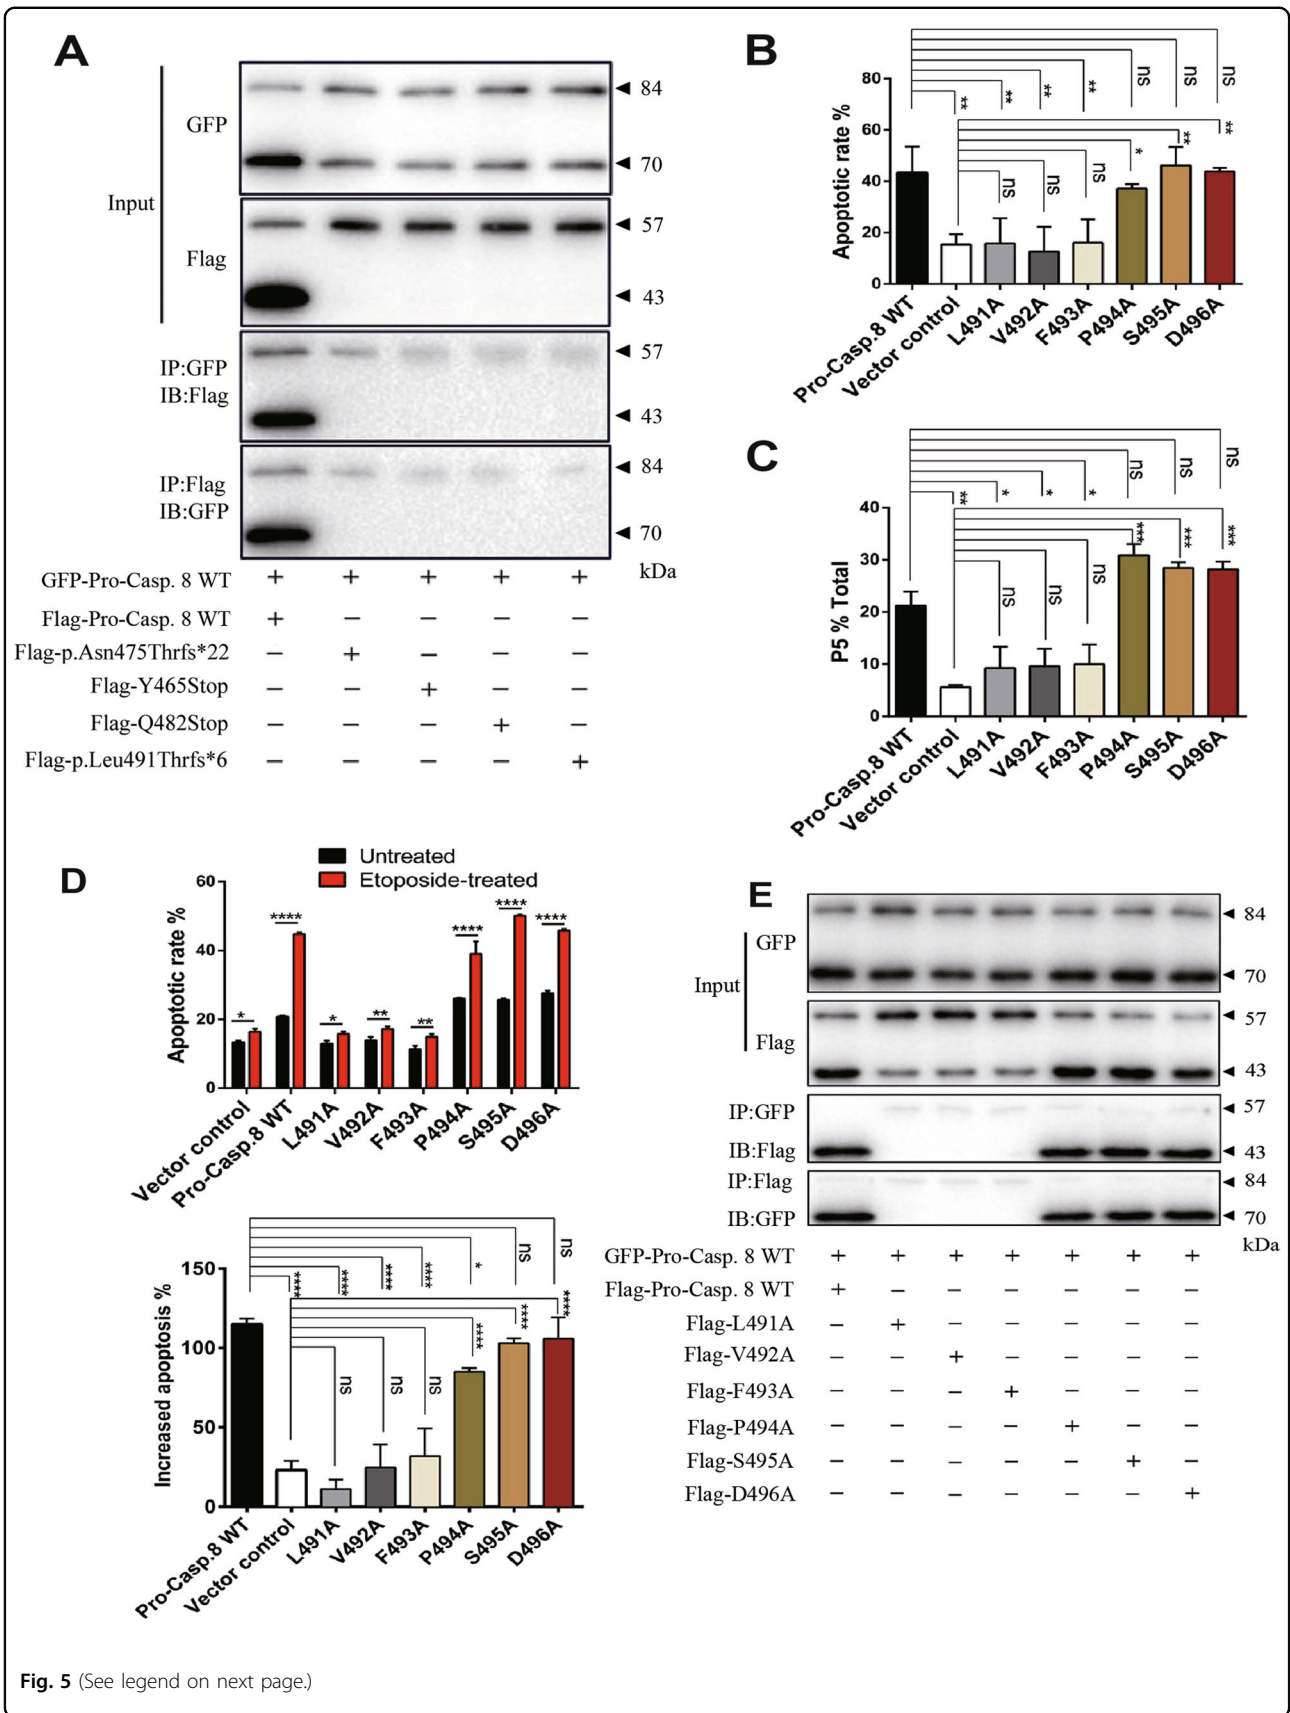 A
GFP
Input
Flag
84
70
57
43
IP:GFP
IB:Flag
57
43
IP:Flag
IB:GFP
84
70
kDa
GFP-Pro-Casp. 8 WT + + + + +
Flag-Pro-Casp. 8 WT + − − − −
Flag-p.Asn475Thrfs*22 − + − − −
Flag-Y465Stop − − + − −
Flag-Q482Stop − − − + −
Flag-p.Leu491Thrfs*6 − − − − +
B
Apoptotic rate %
80
60
40
20
0
** ** ** ** ns ns ns
ns ns ns * ** **
Pro-Casp.8 WT
Vector control
L491A
V492A
F493A
P494A
S495A
D496A
C
P5 % Total
40
30
20
10
0
** * * * ns ns ns
ns ns ns *** *** ***
Pro-Casp.8 WT
Vector control
L491A
V492A
F493A
P494A
S495A
D496A
D
Untreated
Etoposide-treated
Apoptotic rate %
60
40
20
0
* **** * ** ** **** **** ****
Vector control
Pro-Casp.8 WT
L491A
V492A
F493A
P494A
S495A
D496A
Increased apoptosis %
150
100
50
0
**** **** **** **** * ns ns
ns ns ns **** **** ****
Pro-Casp.8 WT
Vector control
L491A
V492A
F493A
P494A
S495A
D496A
E
GFP
Input
Flag
84
70
57
43
IP:GFP
IB:Flag
57
43
IP:Flag
IB:GFP
84
70
kDa
GFP-Pro-Casp. 8 WT + + + + + + +
Flag-Pro-Casp. 8 WT + − − − − − −
Flag-L491A − + − − − − −
Flag-V492A − − + − − − −
Flag-F493A − − − + − − −
Flag-P494A − − − − + − −
Flag-S495A − − − − − + −
Flag-D496A − − − − − − +
Fig. 5 (See legend on next page.)